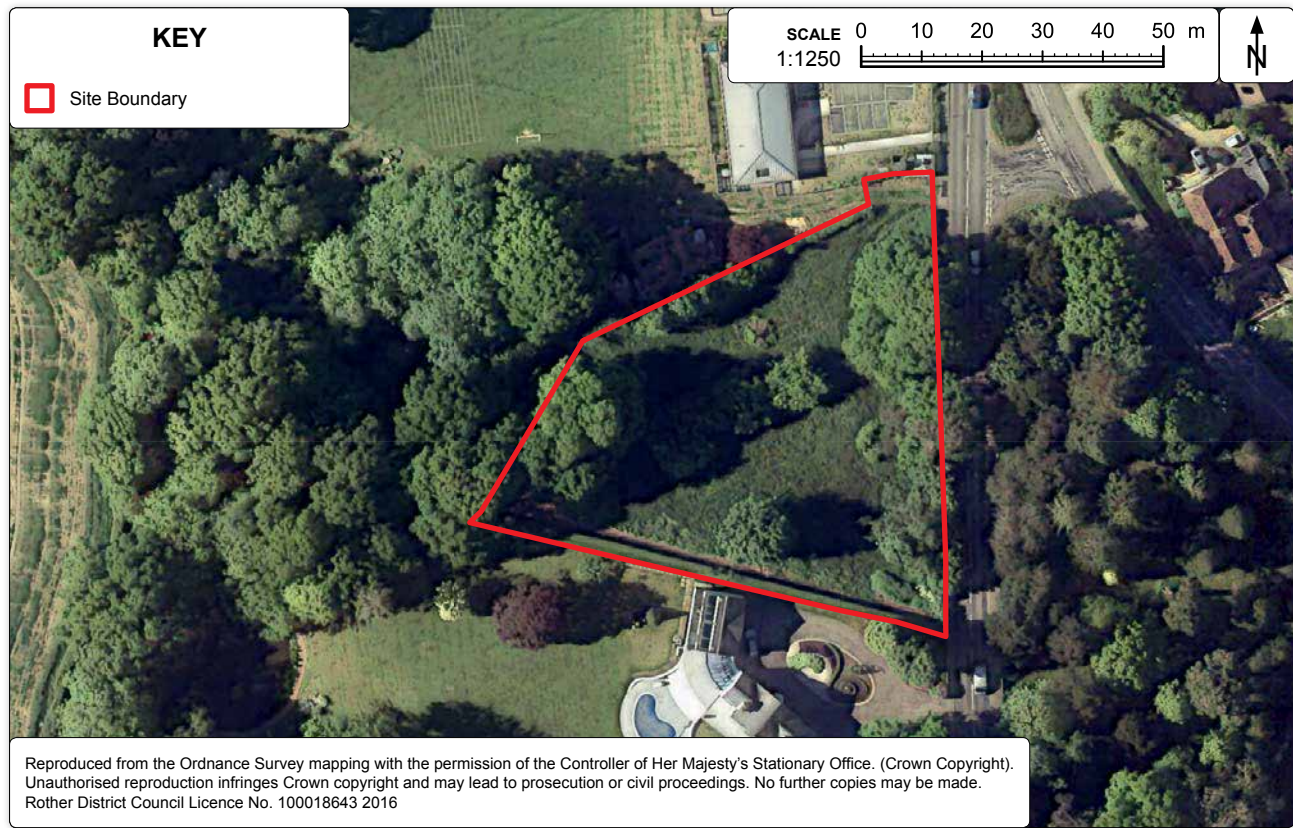 KEY
Site Boundary
SCALE 0 10 20 30 40 50 m
1:1250
N
Reproduced from the Ordnance Survey mapping with the permission of the Controller of Her Majesty's Stationary Office. (Crown Copyright).
Unauthorised reproduction infringes Crown copyright and may lead to prosecution or civil proceedings. No further copies may be made.
Rother District Council Licence No. 100018643 2016